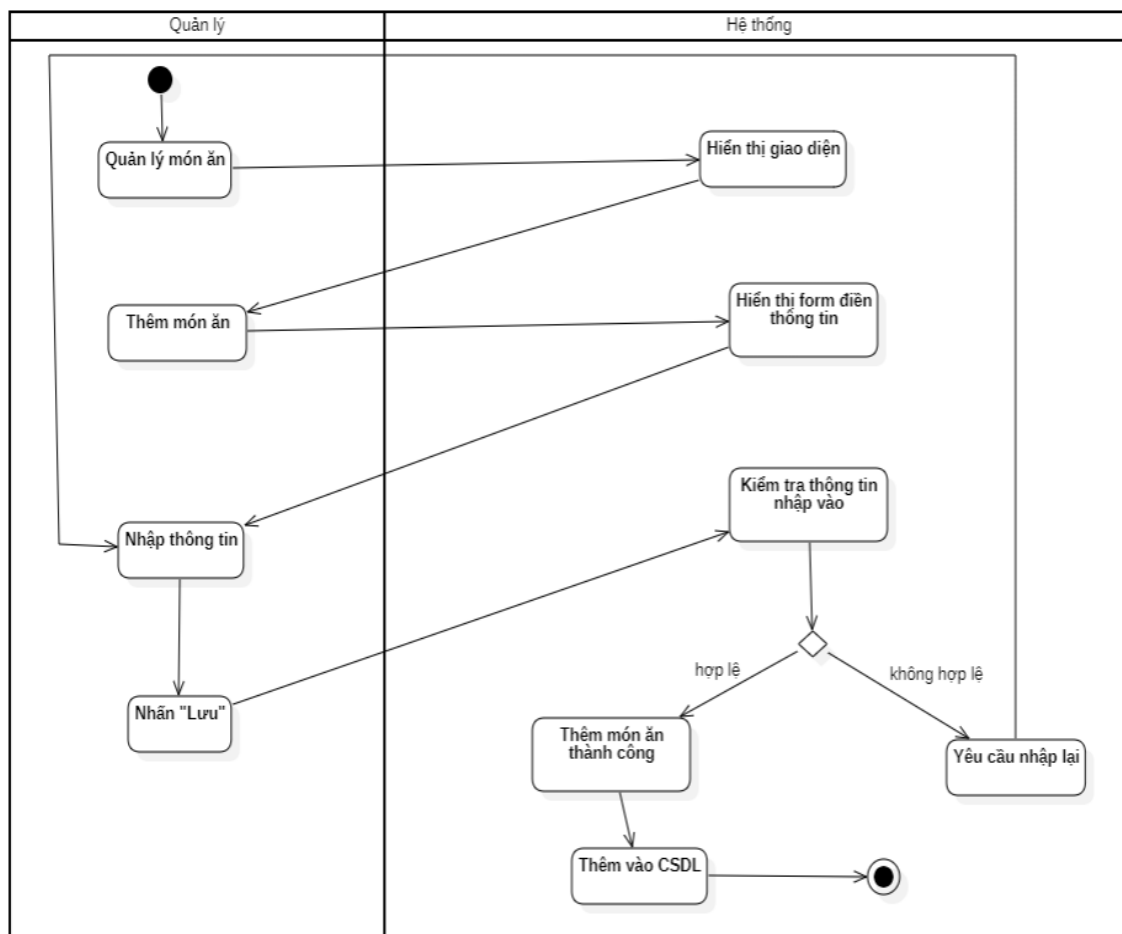 Quản lý
Hệ thống
Quản lý món ăn
Hiển thị giao diện
Thêm món ăn
Hiển thị form điền
thông tin
Nhập thông tin
Kiểm tra thông tin
nhập vào
Nhấn "Lưu"
hợp lệ
không hợp lệ
Thêm món ăn
thành công
Yêu cầu nhập lại
Thêm vào CSDL